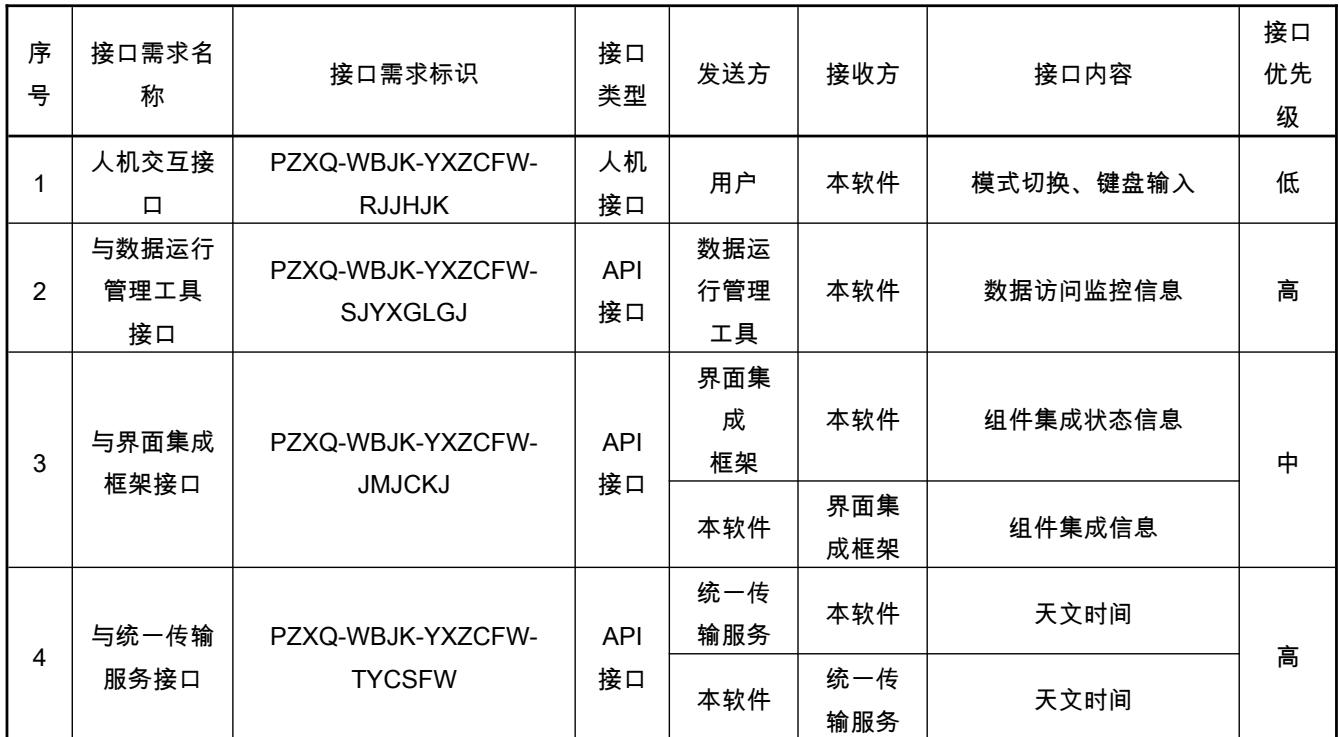 序
号
接口需求名
称
接口需求标识
接口
类型
发送方
接收方
接口内容
接口
优先
级
1
人机交互接
口
PZXQ-WBJK-YXZCFW-
RJJHJK
人机
接口
用户
本软件
模式切换、键盘输入
低
2
与数据运行
管理工具
接口
PZXQ-WBJK-YXZCFW-
SJYXGLGJ
API
接口
数据运
行管理
工具
本软件
数据访问监控信息
高
3
与界面集成
框架接口
PZXQ-WBJK-YXZCFW-
JMJCKJ
API
接口
界面集
成
框架
本软件
组件集成状态信息
中
本软件
界面集
成框架
组件集成信息
4
与统一传输
服务接口
PZXQ-WBJK-YXZCFW-
TYCSFW
API
接口
统一传
输服务
本软件
天文时间
高
本软件
统一传
输服务
天文时间